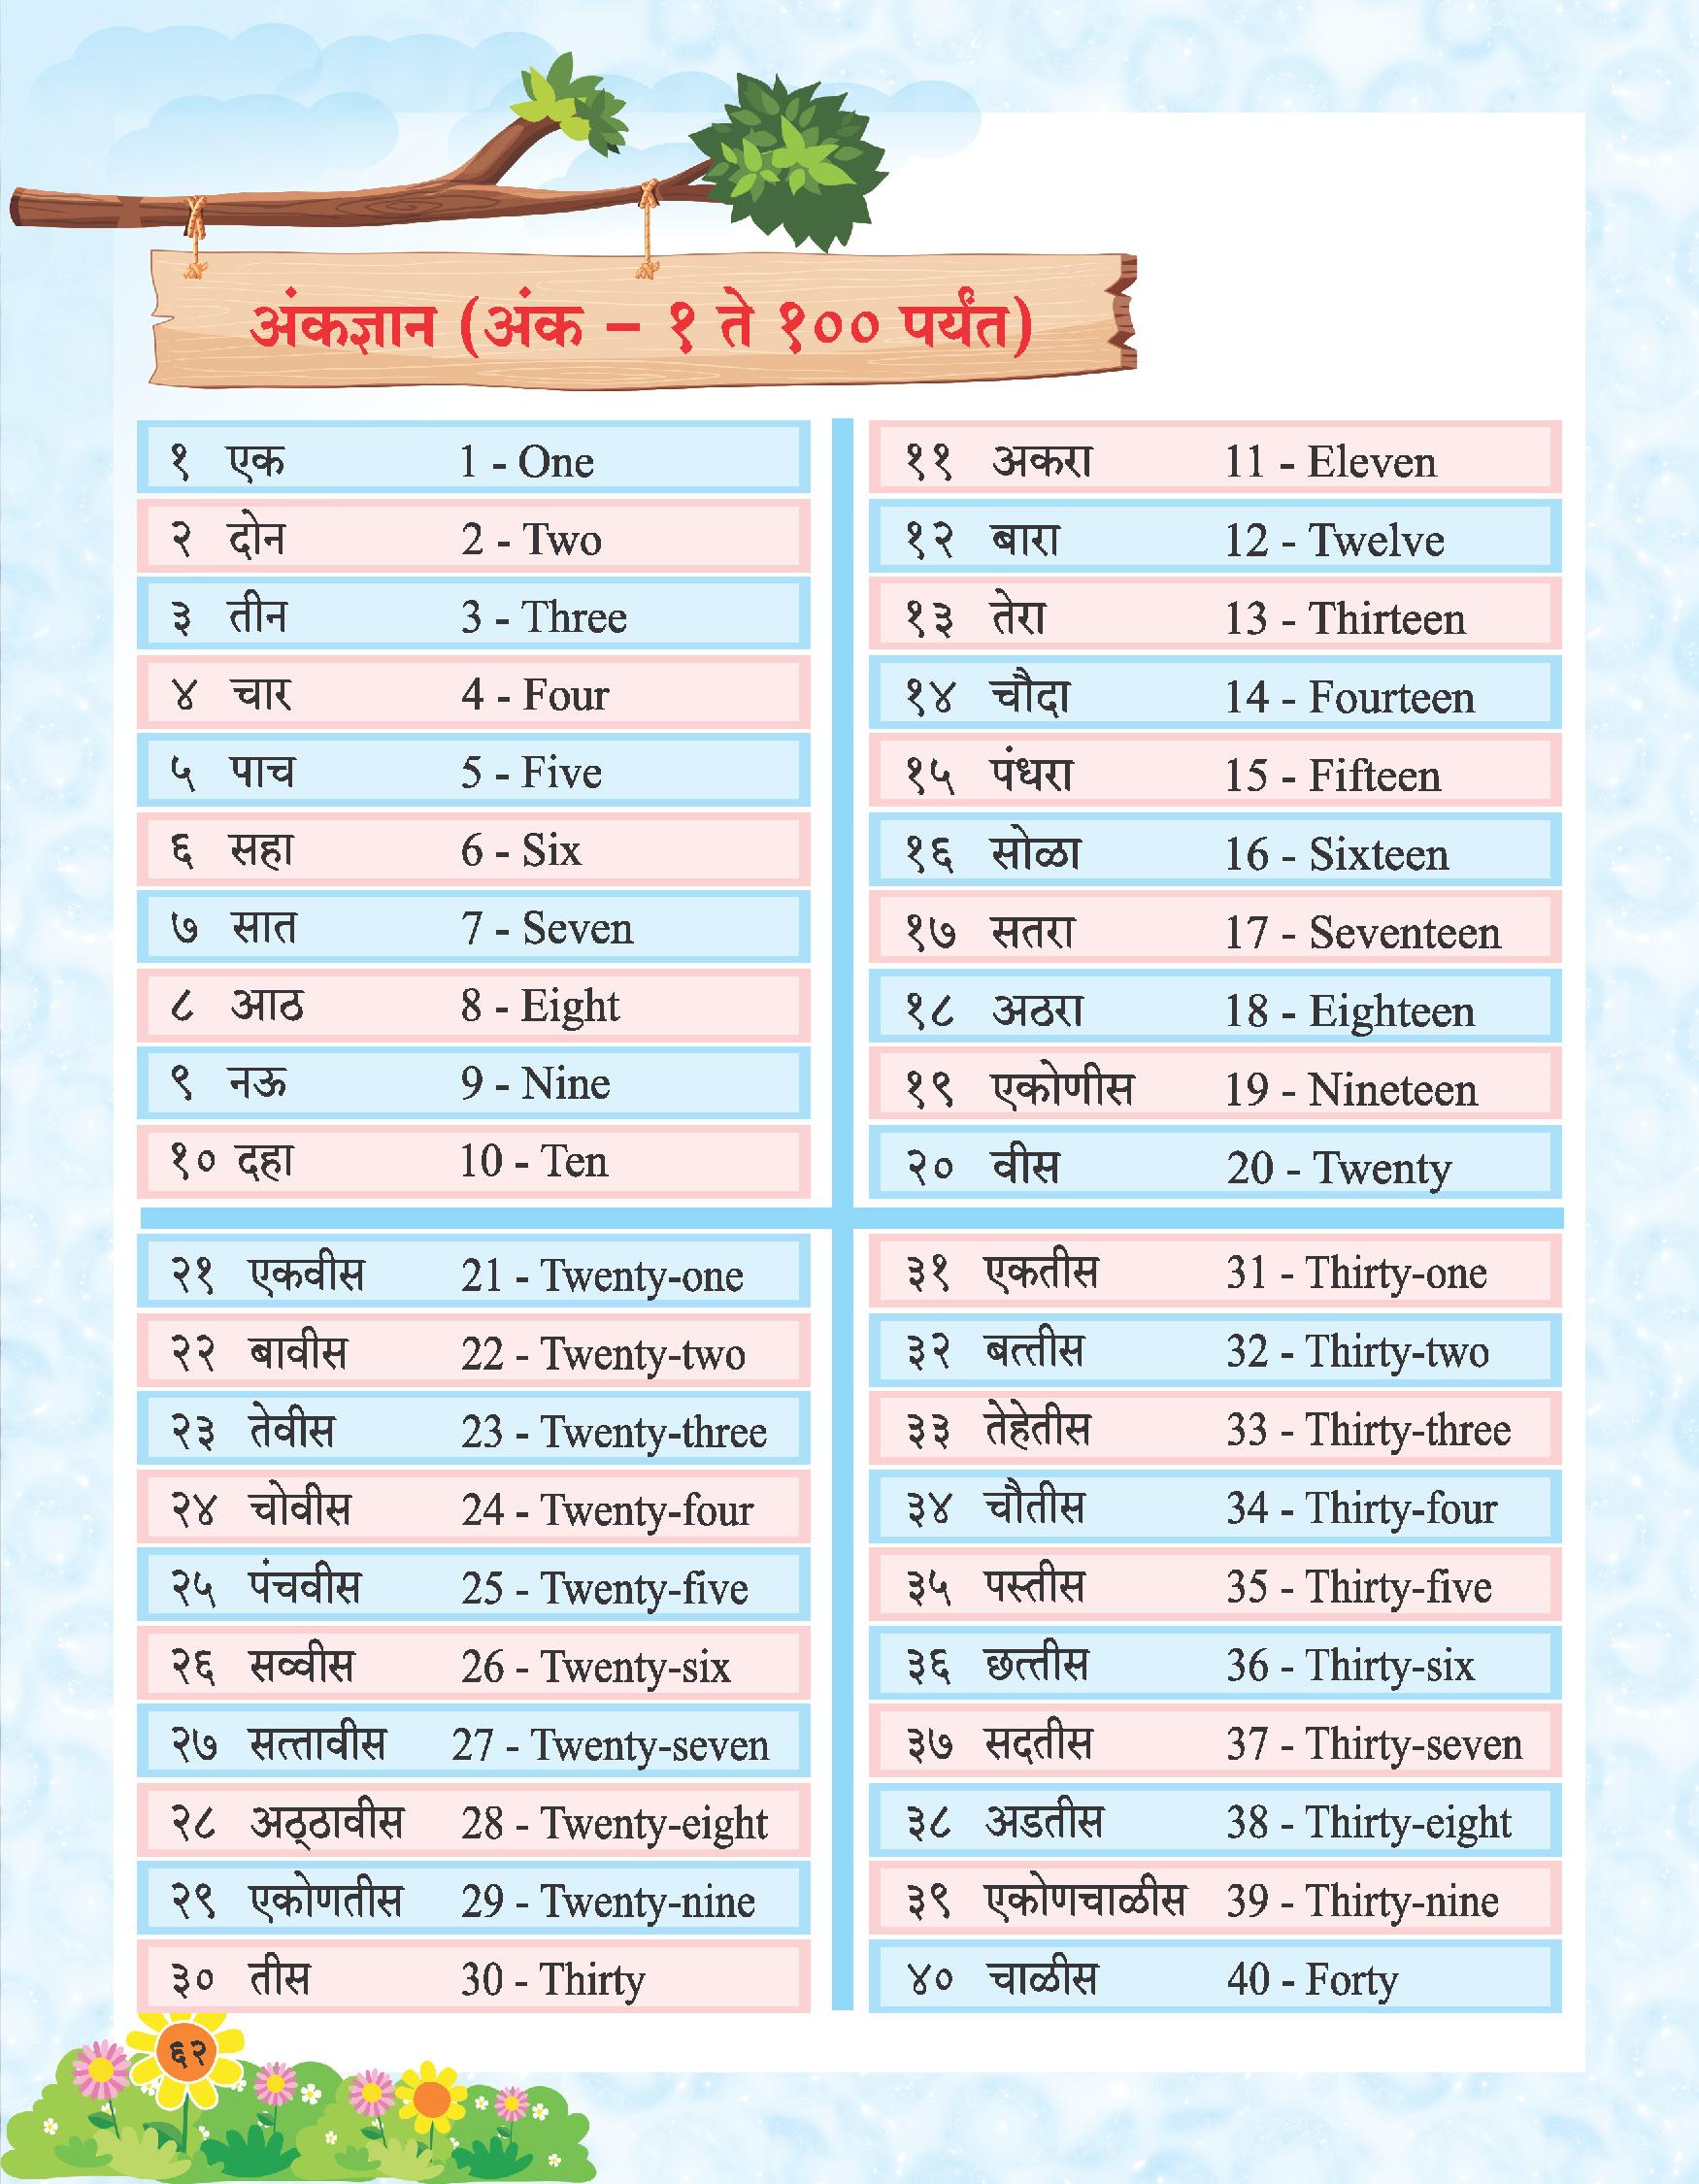 अंकज्ञान (अंक – १ ते १०० पर्यंत)
१ एक 1 - One
२ दोन 2 - Two
३ तीन 3 - Three
४ चार 4 - Four
५ पाच 5 - Five
६ सहा 6 - Six
७ सात 7 - Seven
८ आठ 8 - Eight
९ नऊ 9 - Nine
१० दहा 10 - Ten
११ अकरा 11 - Eleven
१२ बारा 12 - Twelve
१३ तेरा 13 - Thirteen
१४ चौदा 14 - Fourteen
१५ पंधरा 15 - Fifteen
१६ सोळा 16 - Sixteen
१७ सतरा 17 - Seventeen
१८ अठरा 18 - Eighteen
१९ एकोणीस 19 - Nineteen
२० वीस 20 - Twenty
२१ एकवीस 21 - Twenty-one
२२ बावीस 22 - Twenty-two
२३ तेवीस 23 - Twenty-three
२४ चोवीस 24 - Twenty-four
२५ पंचवीस 25 - Twenty-five
२६ सव्वीस 26 - Twenty-six
२७ सत्तावीस 27 - Twenty-seven
२८ अठ्ठावीस 28 - Twenty-eight
२९ एकोणतीस 29 - Twenty-nine
३० तीस 30 - Thirty
३१ एकतीस 31 - Thirty-one
३२ बत्तीस 32 - Thirty-two
३३ तेहेतीस 33 - Thirty-three
३४ चौतीस 34 - Thirty-four
३५ पस्तीस 35 - Thirty-five
३६ छत्तीस 36 - Thirty-six
३७ सदतीस 37 - Thirty-seven
३८ अडतीस 38 - Thirty-eight
३९ एकोणचाळीस 39 - Thirty-nine
४० चाळीस 40 - Forty
६२